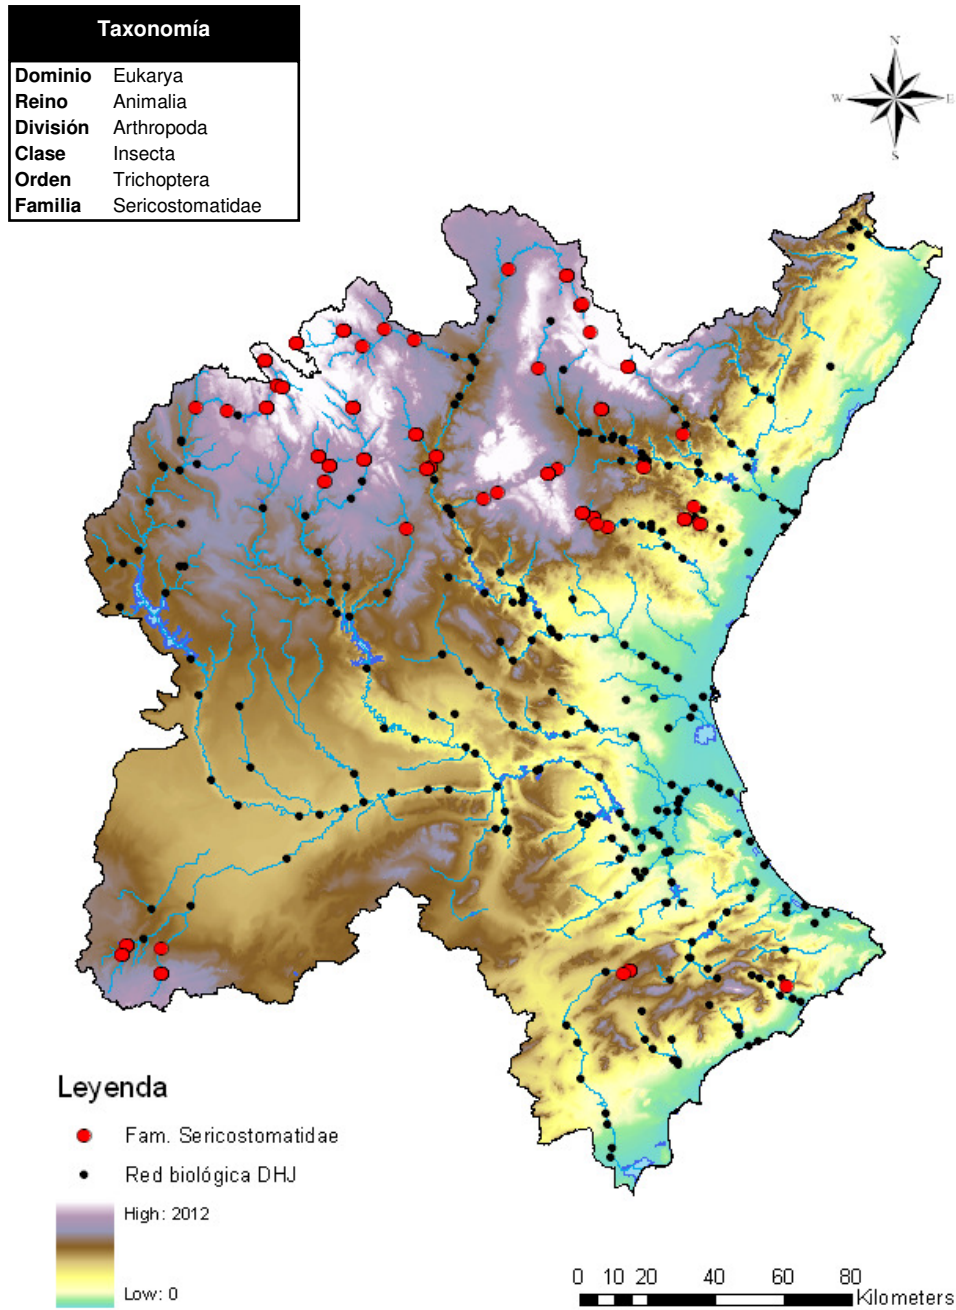 Taxonomía
Dominio Eukarya
Reino Animalia
División Arthropoda
Clase Insecta
Orden Trichoptera
Familia Sericostomatidae
N
W E
S
Leyenda
Fam. Sericostomatidae
Red biológica DHJ
High: 2012
Low: 0
0 10 20 40 60 80
Kilometers